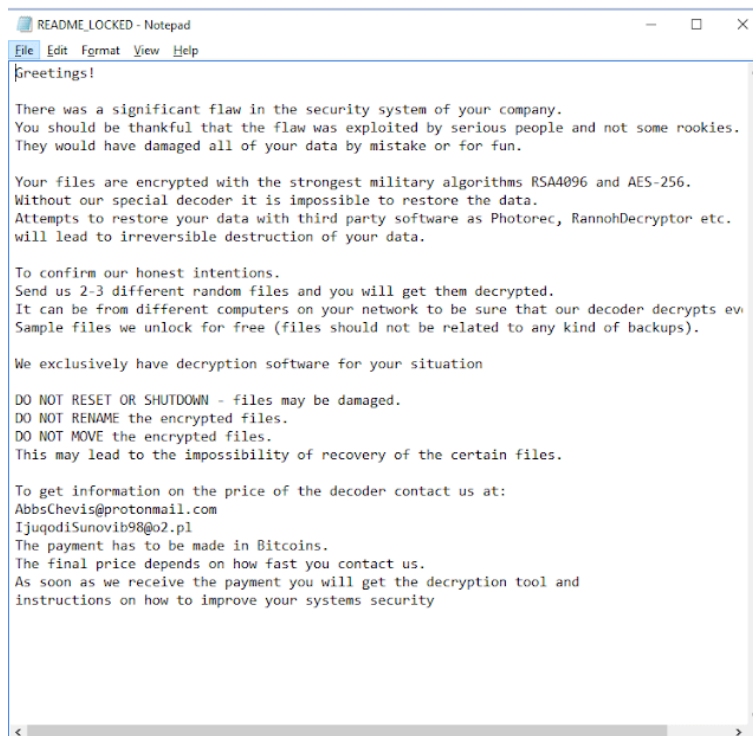 README_LOCKED - Notepad
File Edit Format View Help
Greetings!
There was a significant flaw in the security system of your company.
You should be thankful that the flaw was exploited by serious people and not some rookies.
They would have damaged all of your data by mistake or for fun.
Your files are encrypted with the strongest military algorithms RSA4096 and AES-256.
Without our special decoder it is impossible to restore the data.
Attempts to restore your data with third party software as Photorec, RannohDecryptor etc.
will lead to irreversible destruction of your data.
To confirm our honest intentions.
Send us 2-3 different random files and you will get them decrypted.
It can be from different computers on your network to be sure that our decoder decrypts
Sample files we unlock for free (files should not be related to any kind of backups).
We exclusively have decryption software for your situation
DO NOT RESET OR SHUTDOWN - files may be damaged.
DO NOT RENAME the encrypted files.
DO NOT MOVE the encrypted files.
This may lead to the impossibility of recovery of the certain files.
To get information on the price of the decoder contact us at:
AbbsChevis@protonmail.com
IjuqodiSunovib98@o2.pl
The payment has to be made in Bitcoins.
The final price depends on how fast you contact us.
As soon as we receive the payment you will get the decryption tool and
instructions on how to improve your systems security